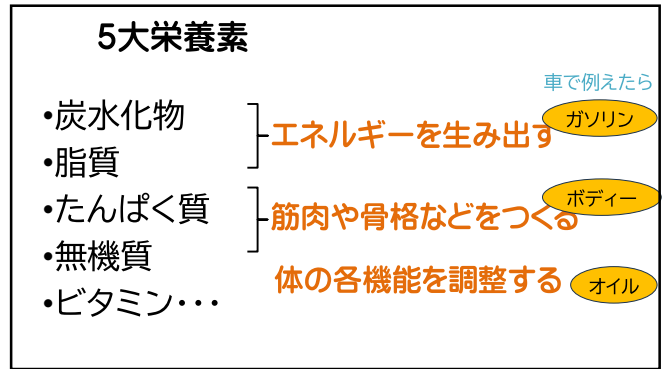 5大栄養素
車で例えたら
•炭水化物
•脂質
エネルギーを生み出す
ガソリン
•たんぱく質
•無機質
筋肉や骨格などをつくる
ボディー
•ビタミン･･･
体の各機能を調整する
オイル